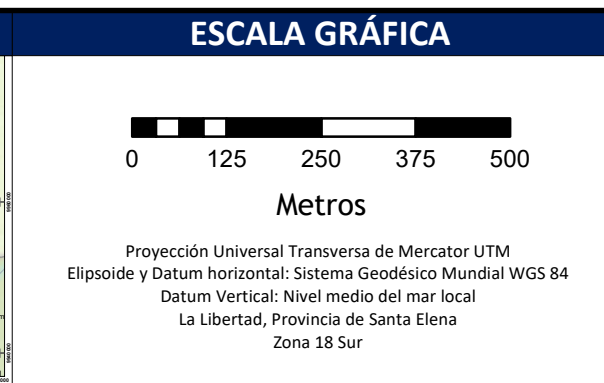 ESCALA GRÁFICA
0 125 250 375 500
Metros
Proyección Universal Transversa de Mercator UTM
Elipsoide y Datum horizontal: Sistema Geodésico Mundial WGS 84
Datum Vertical: Nivel medio del mar local
La Libertad, Provincia de Santa Elena
Zona 18 Sur